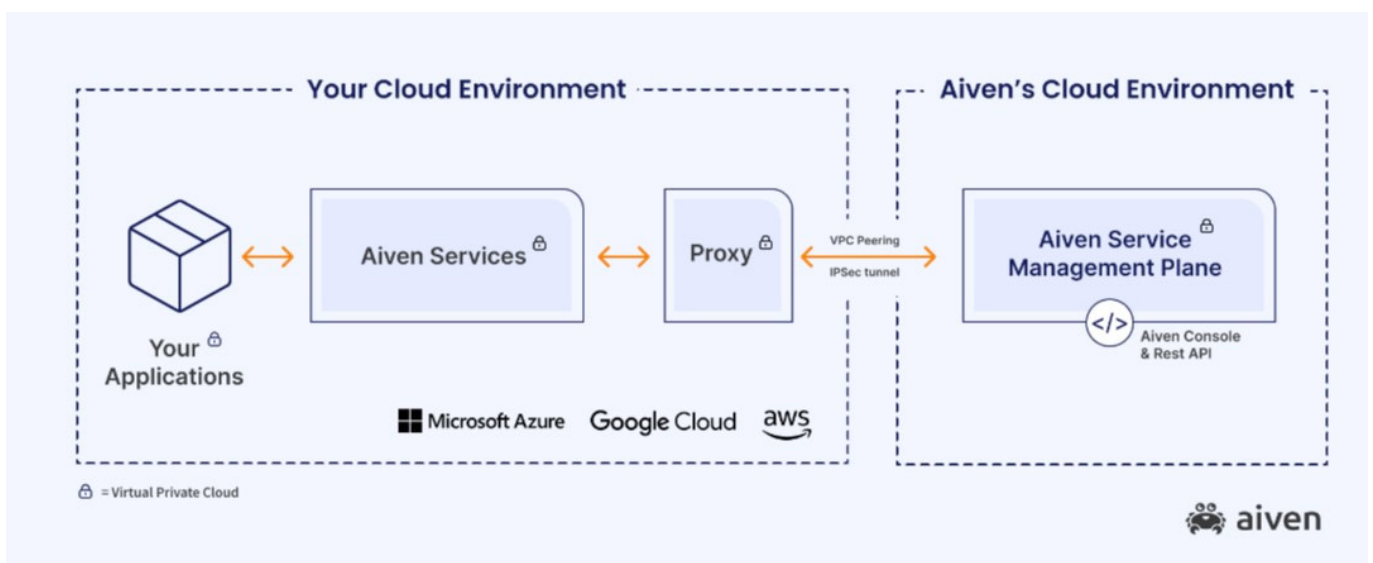 Your Cloud Environment
Aiven's Cloud Environment
Your
Applications
Aiven Services
Proxy
VPC Peering
IPSec tunnel
Aiven Service
Management Plane
</>
Aiven Console
& Rest API
Microsoft Azure
Google Cloud
aws
= Virtual Private Cloud
aiven